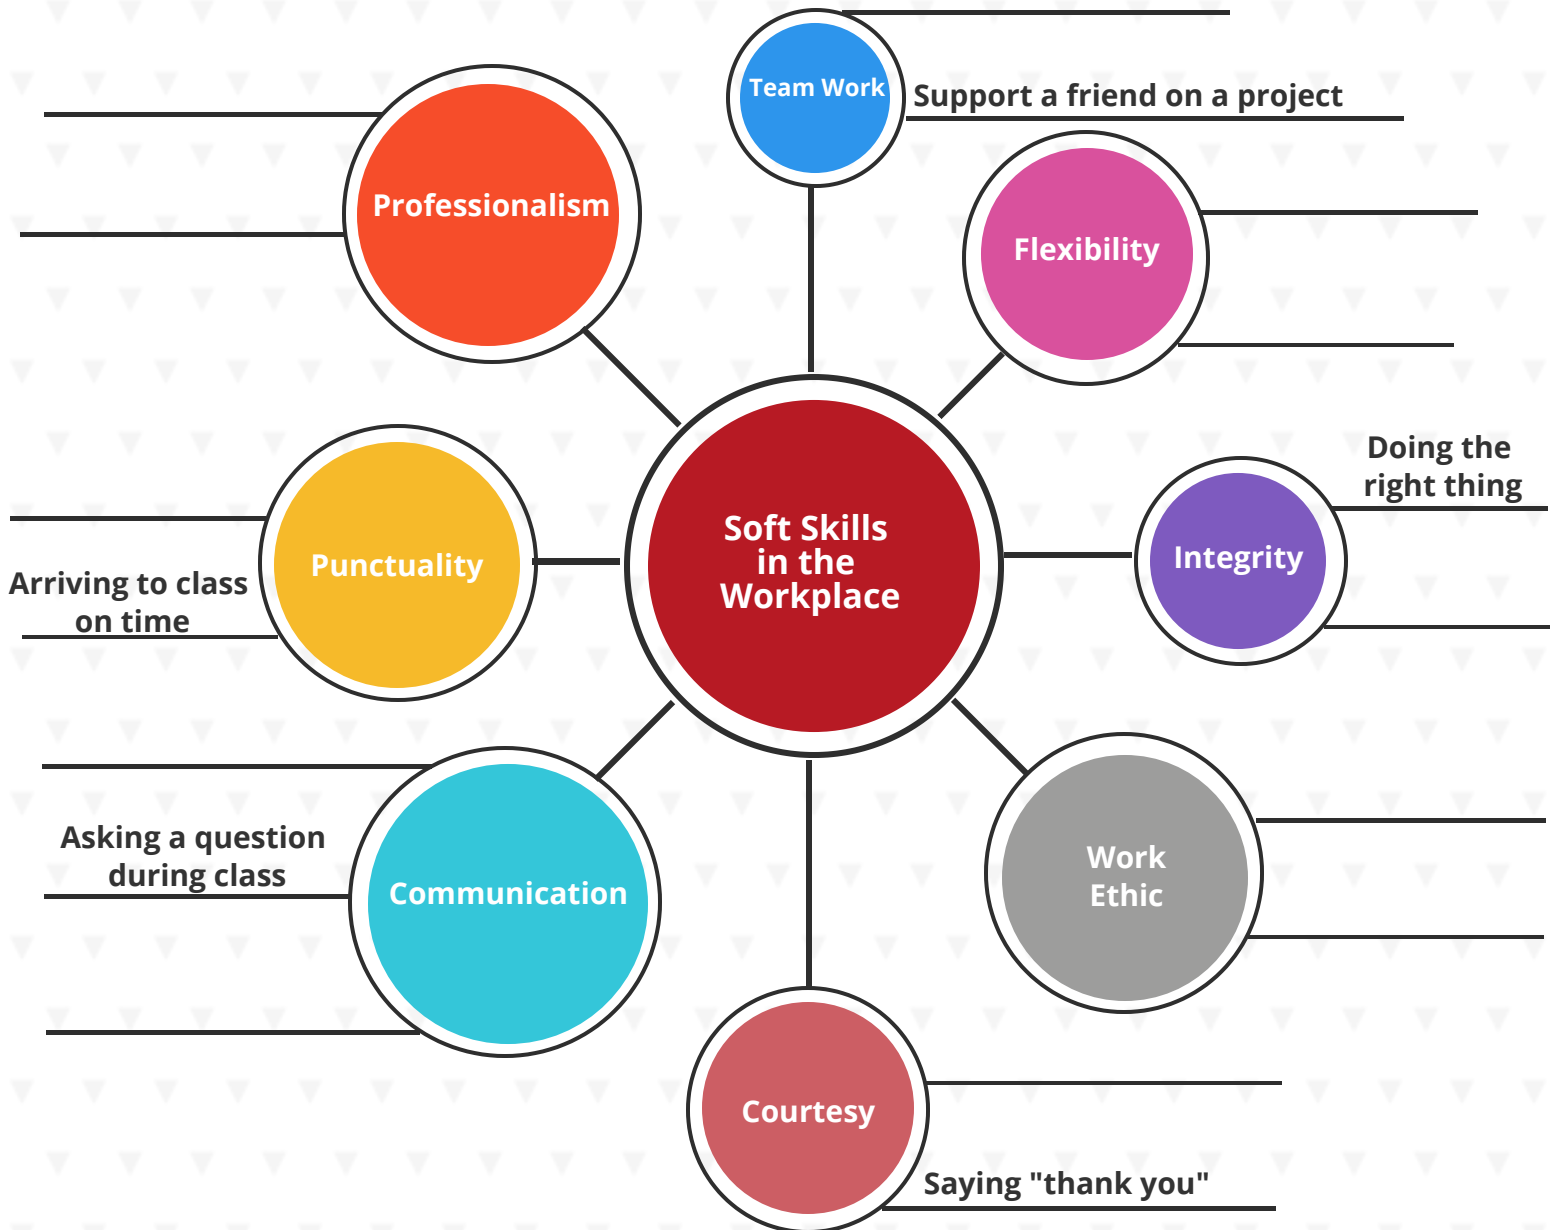 Team Work
Support a friend on a project
Professionalism
Flexibility
Doing the
right thing
Integrity
Soft Skills
in the
Workplace
Punctuality
Arriving to class
on time
Asking a question
during class
Communication
Work
Ethic
Courtesy
Saying "thank you"